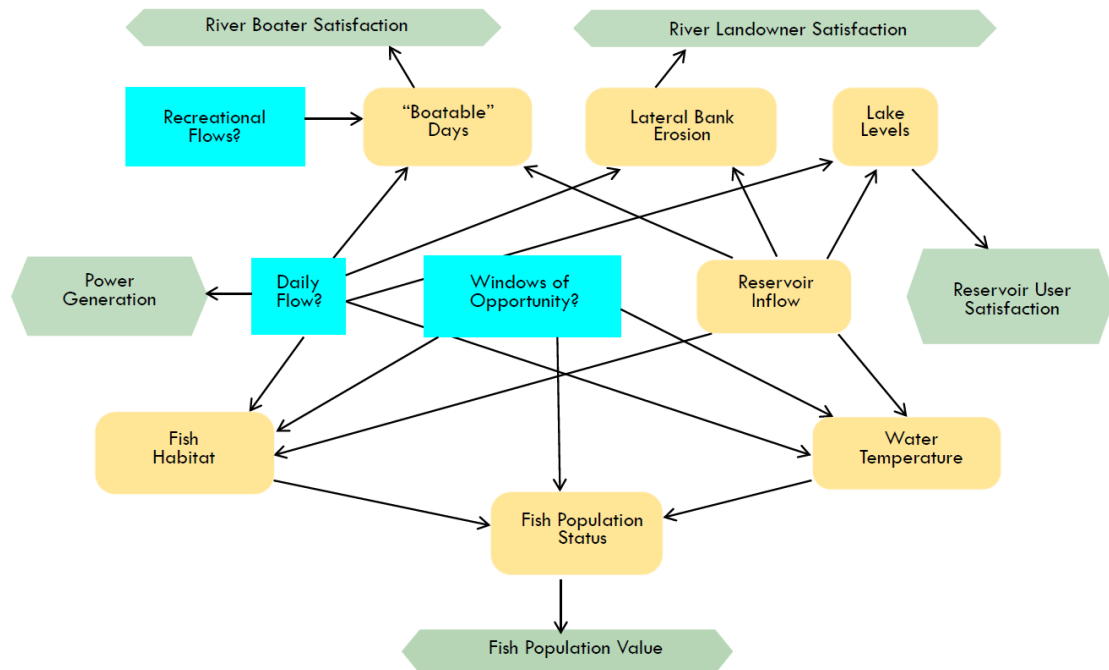 River Boater Satisfaction
River Landowner Satisfaction
Recreational
Flows?
“Boatable”
Days
Lateral Bank
Erosion
Lake
Levels
Power
Generation
Daily
Flow?
Windows of
Opportunity?
Reservoir
Inflow
Reservoir User
Satisfaction
Fish
Habitat
Water
Temperature
Fish Population
Status
Fish Population Value